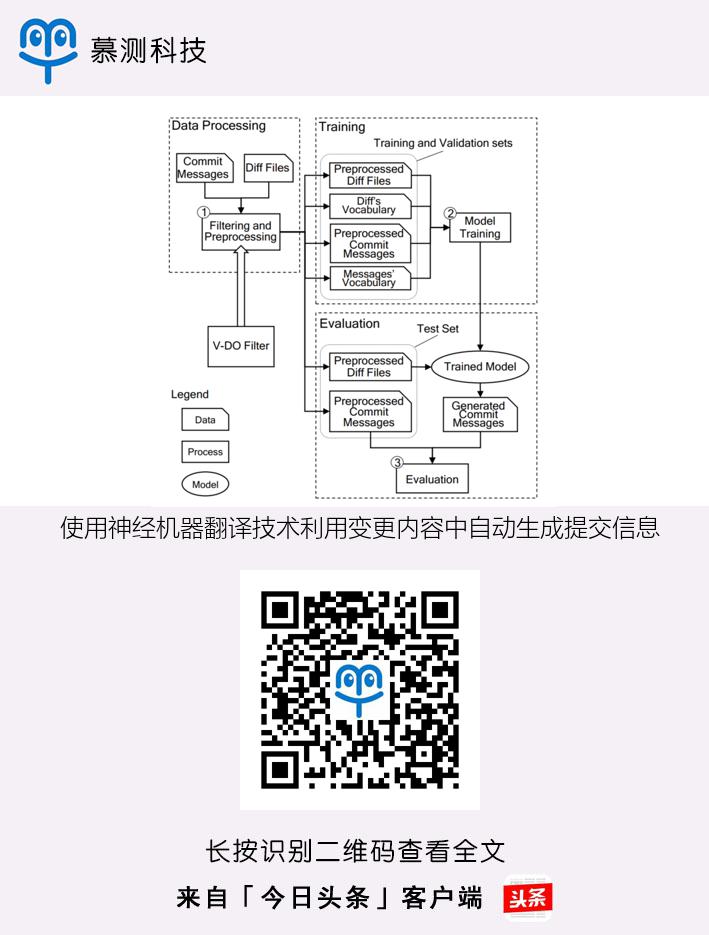 慕测科技
Data Processing
Commit
Messages
Diff Files
1
Filtering and
Preprocessing
V-DO Filter
Legend
Data
Process
Model
Training
Training and Validation sets
Preprocessed
Diff Files
Diff's
Vocabulary
Preprocessed
Commit
Messages
Messages'
Vocabulary
2
Model
Training
Evaluation
Test Set
Preprocessed
Diff Files
Trained Model
Preprocessed
Commit
Messages
Generated
Commit
Messages
3
Evaluation
使用神经机器翻译技术利用变更内容中自动生成提交信息
长按识别二维码查看全文
来自「今日头条」客户端
头条